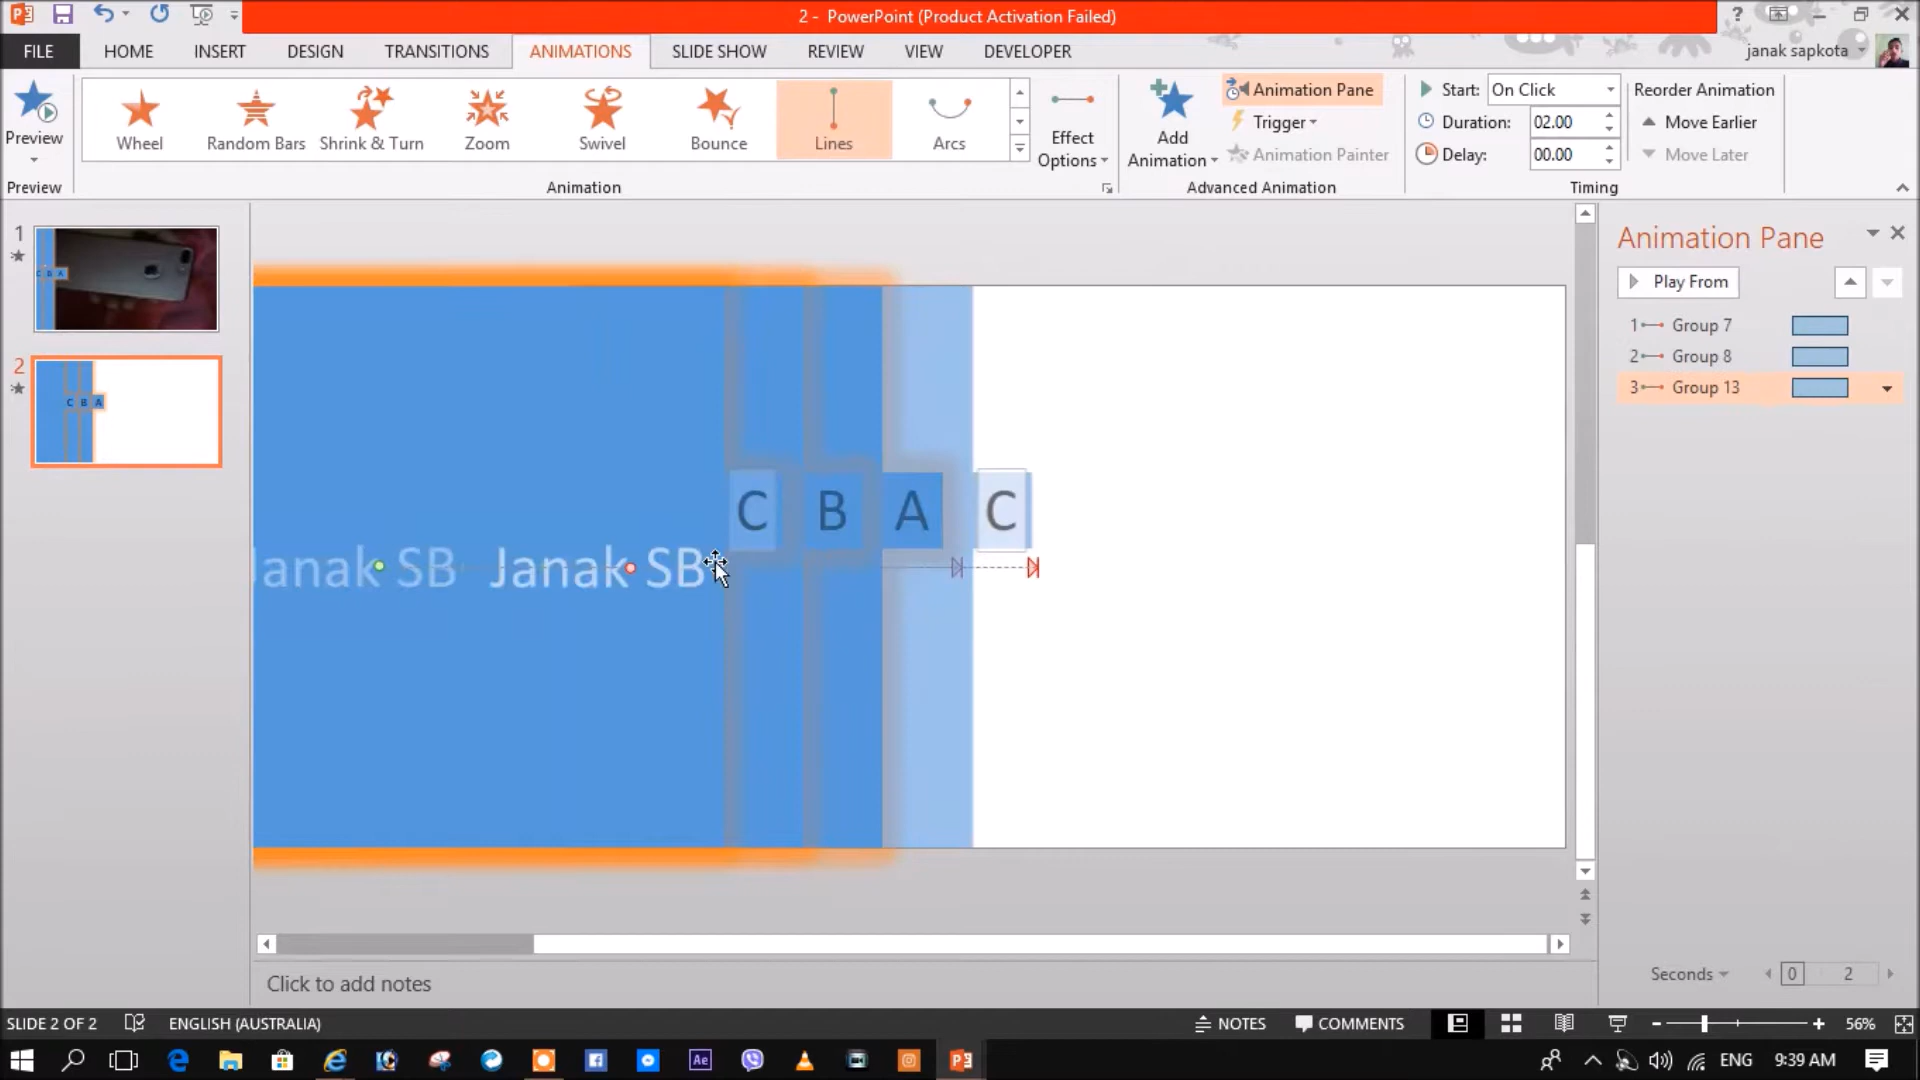 2 - PowerPoint (Product Activation Failed)
FILE HOME INSERT DESIGN TRANSITIONS ANIMATIONS SLIDE SHOW REVIEW VIEW DEVELOPER janak sapkota
Preview
Wheel Random Bars Shrink & Turn Zoom Swivel Bounce Lines Arcs
Effect Options
Add Animation
Animation Pane
Trigger
Animation Painter
Start: On Click
Duration: 02.00
Delay: 00.00
Reorder Animation
Move Earlier
Move Later
Preview Animation Advanced Animation Timing
1
C B A
2
C B A
C B A C
Janak SB Janak SB
Animation Pane
Play From
1 Group 7
2 Group 8
3 Group 13
Seconds 0 2
Click to add notes
SLIDE 2 OF 2 ENGLISH (AUSTRALIA) NOTES COMMENTS 56%
Ae ENG 9:39 AM